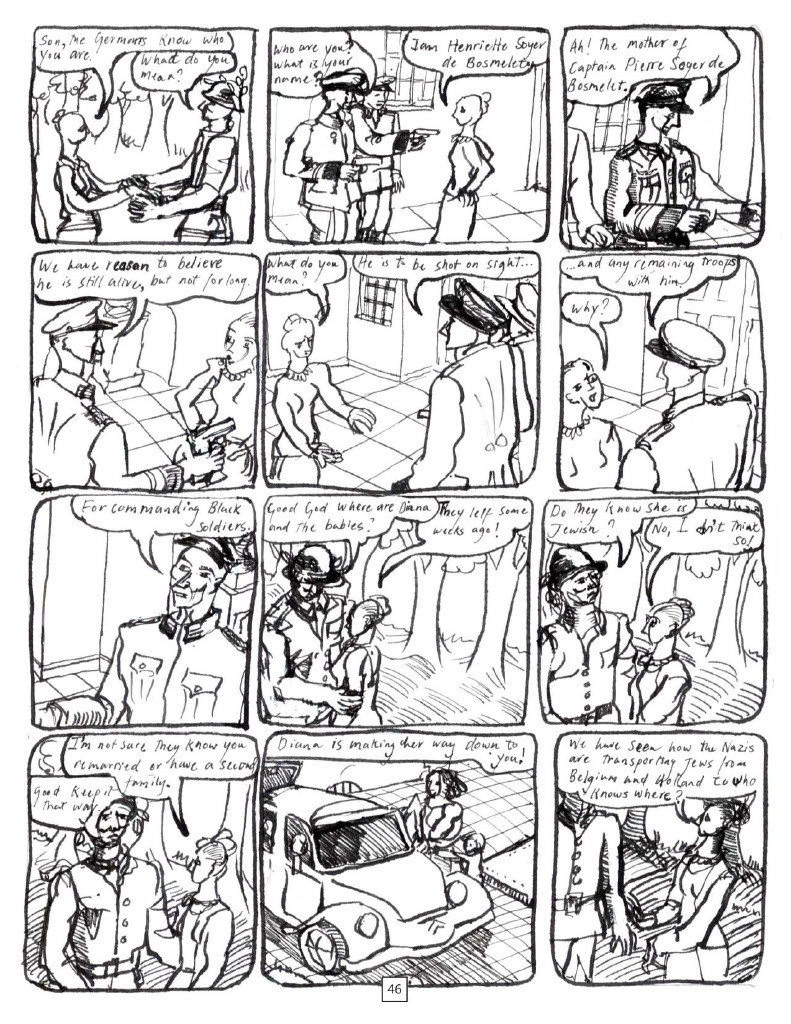 Son, the Germans know who
you are.
What do you
mean?
Who are you?
What is your
name?
I am Henriette Soyer
de Bosmelet
Ah! The mother of
Captain Pierre Soyer de
Bosmelet.
We have reason to believe
he is still alive, but not for long.
What do you
mean?
He is to be shot on sight...
...and any remaining troops
with him.
Why?
For commanding Black
soldiers.
Good God where are Diana
and the babies?
They left some
weeks ago!
Do they know she is
Jewish?
No, I don't think
so!
I'm not sure they know you
remarried or have a second
family.
Good Keep it
that way.
Diana is making her way down to
you!
We have seen how the Nazis
are transporting Jews from
Belgium and Holland to who
knows where?
46